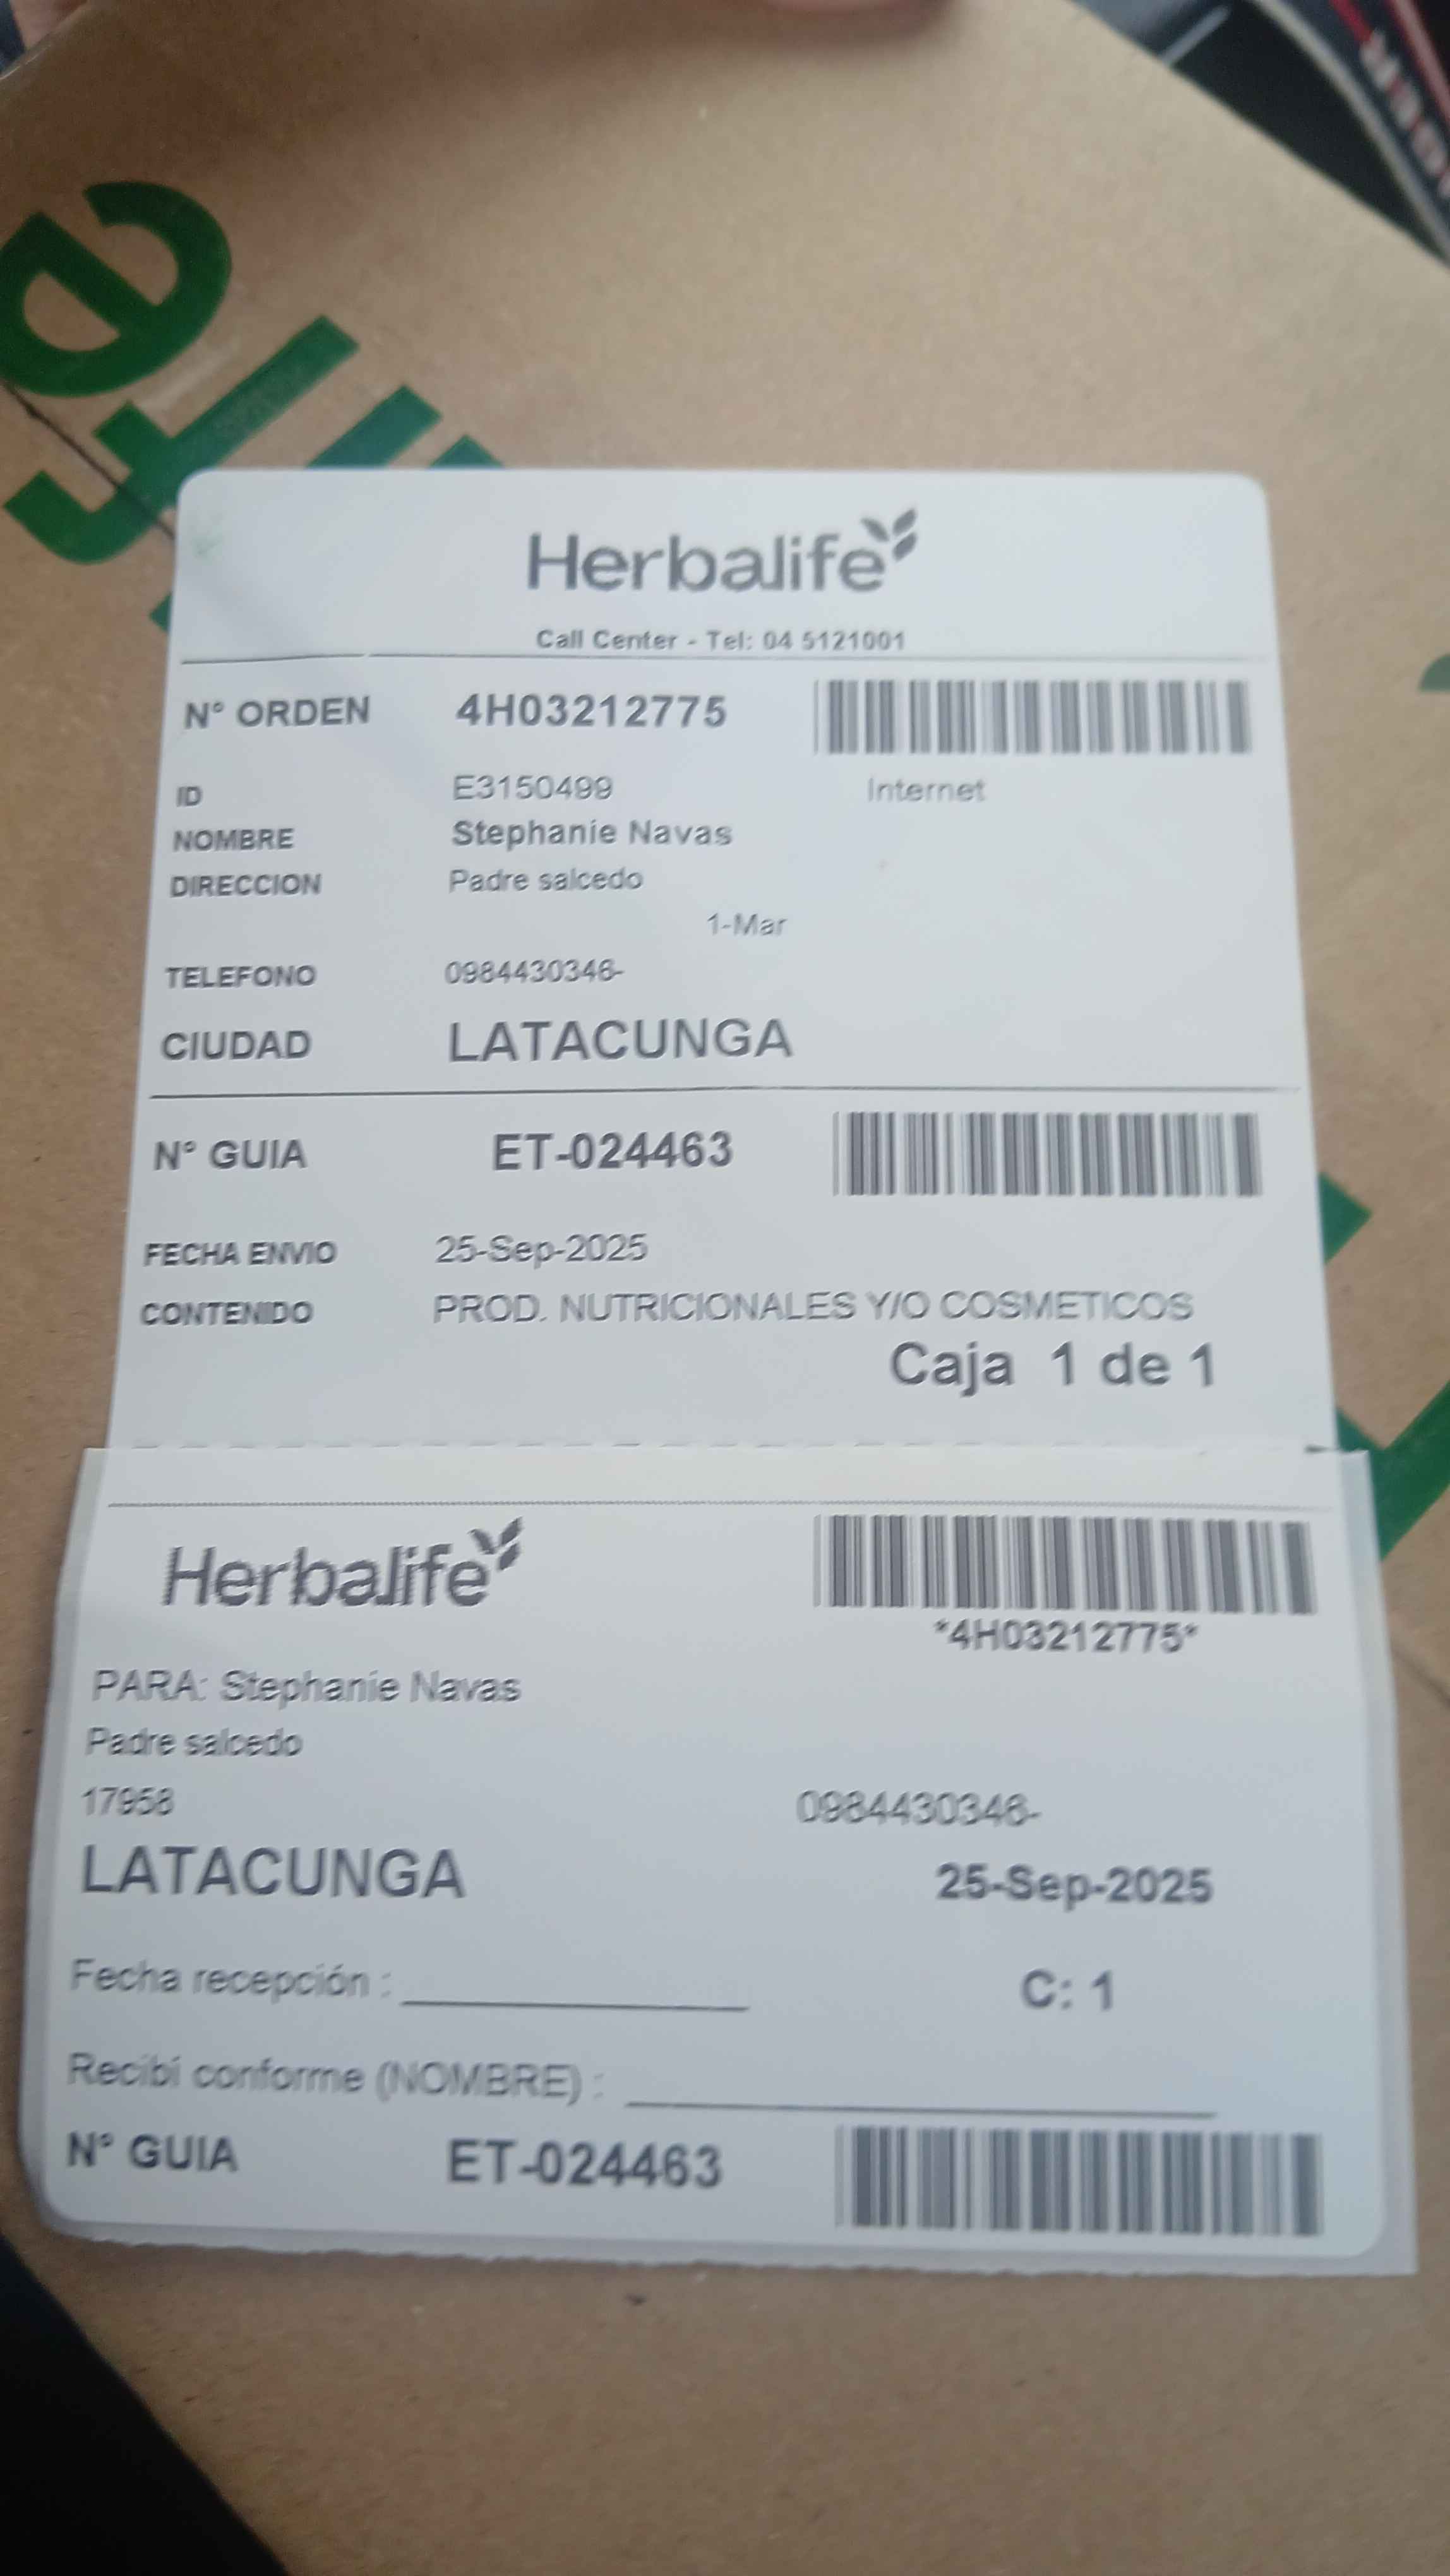 Herbalife
Call Center - Tel: 04 5121001
N° ORDEN 4H03212775
ID E3150499 Internet
NOMBRE Stephanie Navas
DIRECCION Padre salcedo
1-Mar
TELEFONO 0984430346-
CIUDAD LATACUNGA
N° GUIA ET-024463
FECHA ENVIO 25-Sep-2025
CONTENIDO PROD. NUTRICIONALES Y/O COSMETICOS
Caja 1 de 1
Herbalife
*4H03212775*
PARA: Stephanie Navas
Padre salcedo
17958 0984430346-
LATACUNGA 25-Sep-2025
Fecha recepción : C: 1
Recibí conforme (NOMBRE) :
N° GUIA ET-024463